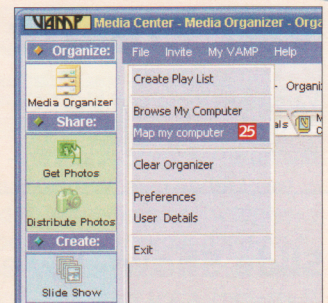 VAMP Media Center - Media Organizer - Orga
Organize:
File Invite My VAMP Help
Media Organizer
Share:
Get Photos
Distribute Photos
Create:
Slide Show
Create Play List
Browse My Computer
Map my computer 25
Clear Organizer
Preferences
User Details
Exit
- Organi
als